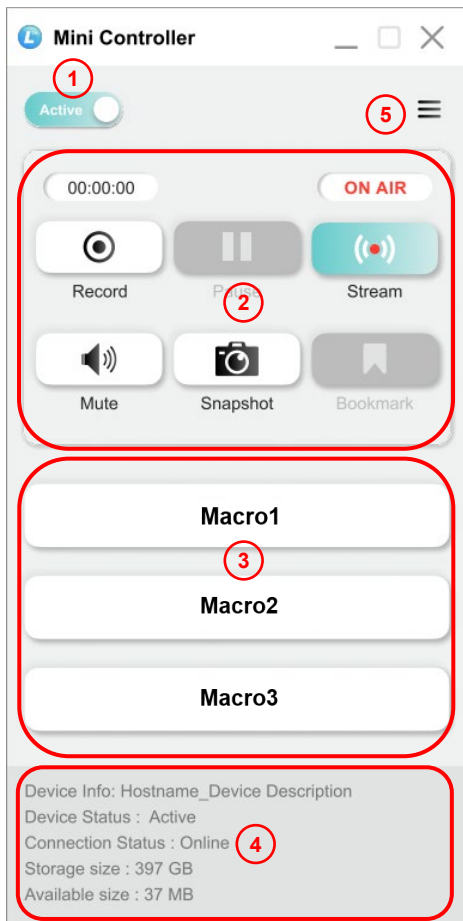 Mini Controller
1
Active
5
00:00:00 ON AIR
Record Pause Stream
2
Mute Snapshot Bookmark
Macro1
3
Macro2
Macro3
Device Info: Hostname_Device Description
Device Status : Active
Connection Status : Online
4
Storage size : 397 GB
Available size : 37 MB